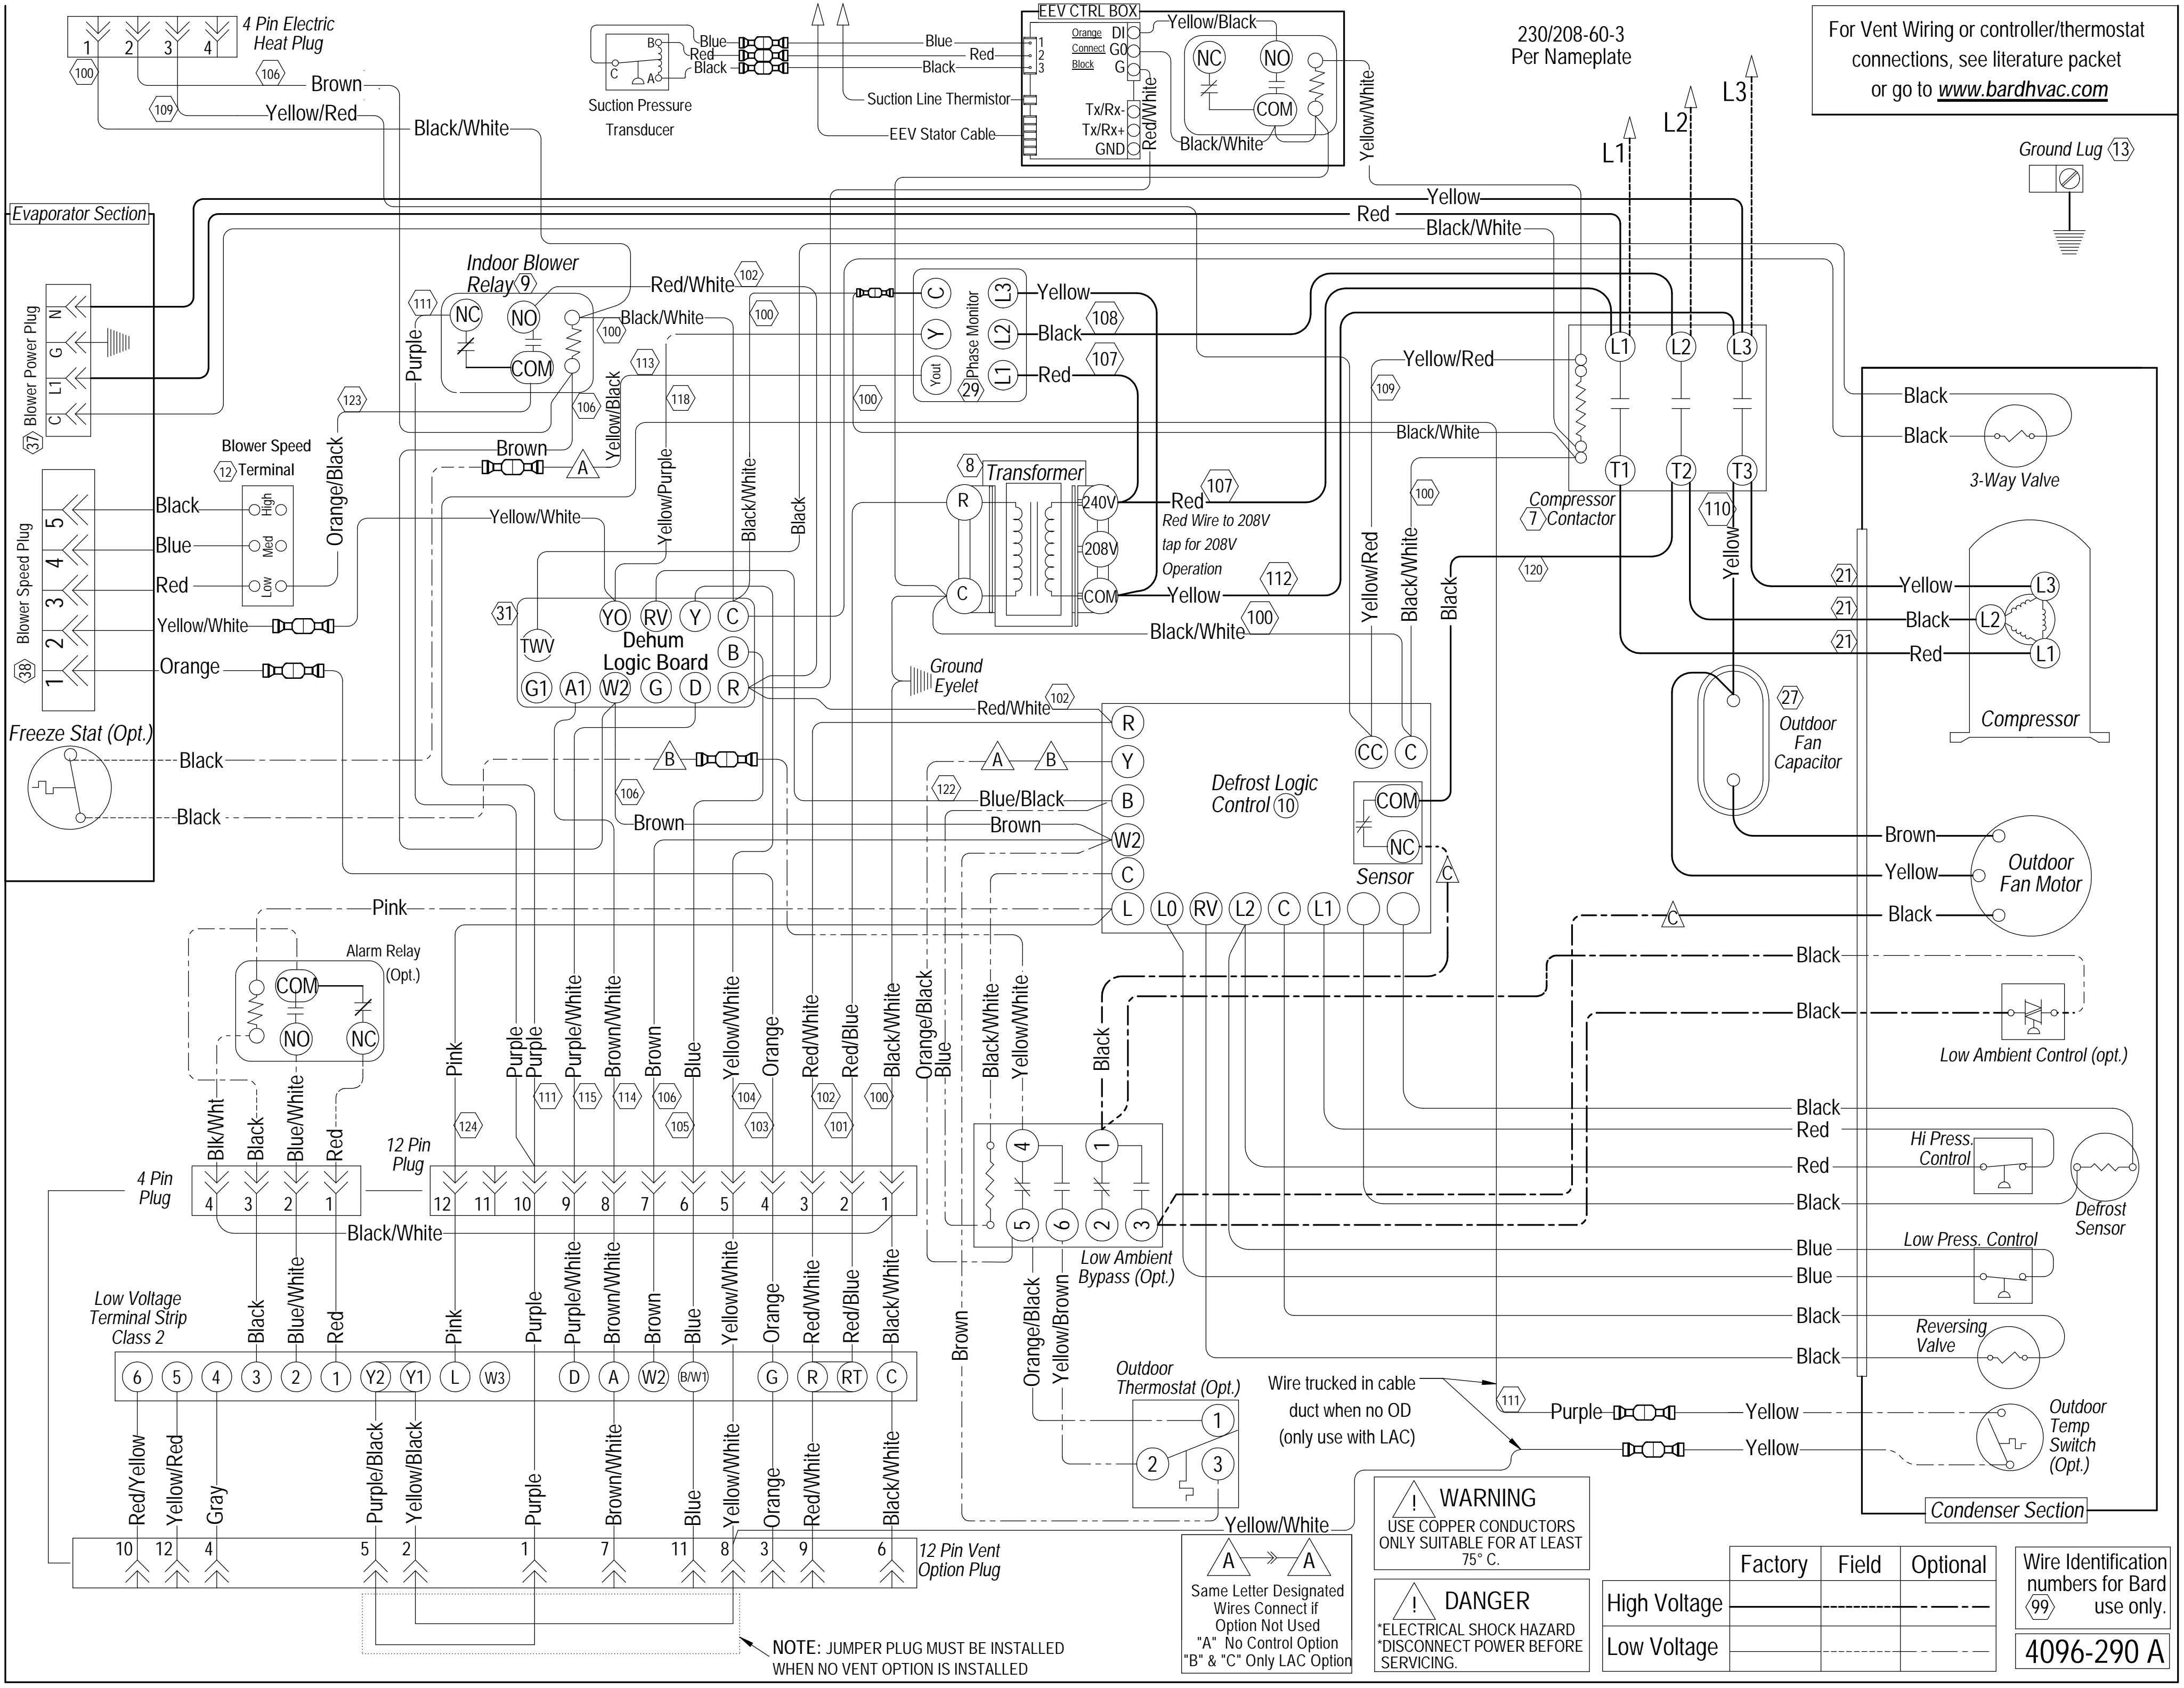 4 Pin Electric
Heat Plug
1 2 3 4
100
106
109
Brown
Yellow/Red
Black/White
B
C
A
Blue
Red
Black
Suction Pressure
Transducer
Blue
Red
Black
Suction Line Thermistor
EEV Stator Cable
EEV CTRL BOX
1
2
3
Orange
Connect
Block
DI
G0
G
Tx/Rx-
Tx/Rx+
GND
Yellow/Black
NC
NO
COM
Black/White
Red/White
Yellow/White
230/208-60-3
Per Nameplate
L1
L2
L3
For Vent Wiring or controller/thermostat
connections, see literature packet
or go to www.bardhvac.com
Ground Lug 13
Yellow
Red
Black/White
Evaporator Section
37 Blower Power Plug
N
G
L1
C
Indoor Blower
Relay 9
111
NC
NO
COM
Purple
Red/White
102
Black/White
100
100
113
118
123
106
Yellow/Black
Brown
A
Orange/Black
Yellow/Purple
Black/White
Black
C
Y
Yout
Phase Monitor
29
L3
L2
L1
Yellow
Black
Red
108
107
100
Yellow/Red
109
Black/White
100
L1
L2
L3
T1
T2
T3
Compressor
7 Contactor
110
Yellow
Black
Black
3-Way Valve
Blower Speed
12 Terminal
High
Med
Low
38 Blower Speed Plug
5
4
3
2
1
Black
Blue
Red
Yellow/White
Orange
Yellow/White
8 Transformer
R
C
240V
208V
COM
Red
107
Red Wire to 208V
tap for 208V
Operation
Yellow
112
Black/White
100
Yellow/Red
Black/White
Black
120
31
YO
RV
Y
C
TWV
Dehum
Logic Board
B
G1
A1
W2
G
D
R
Ground
Eyelet
21
Yellow
L3
21
Black
L2
21
Red
L1
Compressor
27
Outdoor
Fan
Capacitor
Freeze Stat (Opt.)
Black
Black
B
106
Brown
Red/White
102
A
B
122
Blue/Black
Brown
R
Y
B
W2
C
L
L0
RV
L2
C
L1
CC
C
Defrost Logic
Control 10
COM
NC
Sensor
C
Brown
Yellow
Black
C
Outdoor
Fan Motor
Pink
Alarm Relay
(Opt.)
COM
NO
NC
Blk/Wht
Black
Blue/White
Red
Pink
Purple
Purple
Purple/White
Brown/White
Brown
Blue
Yellow/White
Orange
Red/White
Red/Blue
Black/White
Orange/Black
Blue
Black/White
Yellow/White
Black
124
111
115
114
106
105
104
103
102
101
100
Black
Black
Low Ambient Control (opt.)
4 Pin
Plug
4 3 2 1
12 Pin
Plug
12 11 10 9 8 7 6 5 4 3 2 1
Black/White
4
1
5
6
2
3
Low Ambient
Bypass (Opt.)
Black
Red
Hi Press.
Control
Red
Black
Defrost
Sensor
Low Press. Control
Blue
Blue
Black
Reversing
Valve
Black
Low Voltage
Terminal Strip
Class 2
Black
Blue/White
Red
Pink
Purple
Purple/White
Brown/White
Brown
Blue
Yellow/White
Orange
Red/White
Red/Blue
Black/White
Brown
Orange/Black
Yellow/Brown
6 5 4 3 2 1 Y2 Y1 L W3 D A W2 B/W1 G R RT C
Outdoor
Thermostat (Opt.)
1
2
3
Wire trucked in cable
duct when no OD
(only use with LAC)
111
Purple
Yellow
Yellow
Outdoor
Temp
Switch
(Opt.)
Red/Yellow
Yellow/Red
Gray
Purple/Black
Yellow/Black
Purple
Brown/White
Blue
Yellow/White
Orange
Red/White
Black/White
Yellow/White
10 12 4 5 2 1 7 11 8 3 9 6
12 Pin Vent
Option Plug
NOTE: JUMPER PLUG MUST BE INSTALLED
WHEN NO VENT OPTION IS INSTALLED
A
A
Same Letter Designated
Wires Connect if
Option Not Used
"A" No Control Option
"B" & "C" Only LAC Option
! WARNING
USE COPPER CONDUCTORS
ONLY SUITABLE FOR AT LEAST
75° C.
! DANGER
*ELECTRICAL SHOCK HAZARD
*DISCONNECT POWER BEFORE
SERVICING.
Condenser Section
Factory Field Optional
High Voltage
Low Voltage
Wire Identification
numbers for Bard
99 use only.
4096-290 A